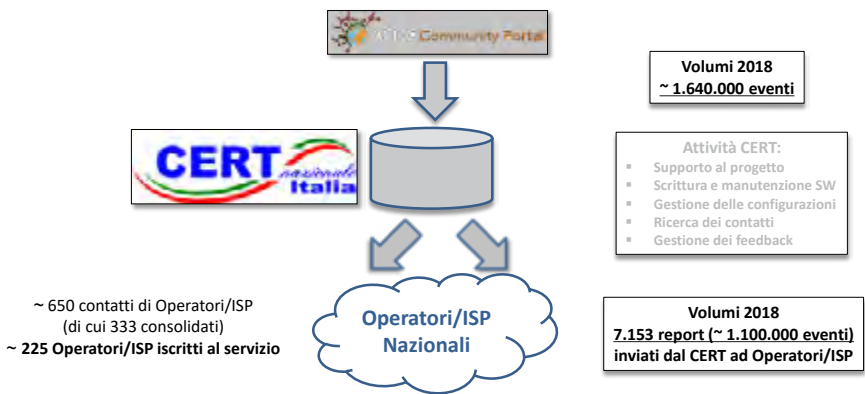 Community Portal
Volumi 2018
~ 1.640.000 eventi
CERT nazionale
Italia
Attività CERT:
▪ Supporto al progetto
▪ Scrittura e manutenzione SW
▪ Gestione delle configurazioni
▪ Ricerca dei contatti
▪ Gestione dei feedback
~ 650 contatti di Operatori/ISP
(di cui 333 consolidati)
~ 225 Operatori/ISP iscritti al servizio
Operatori/ISP
Nazionali
Volumi 2018
7.153 report (~ 1.100.000 eventi)
inviati dal CERT ad Operatori/ISP